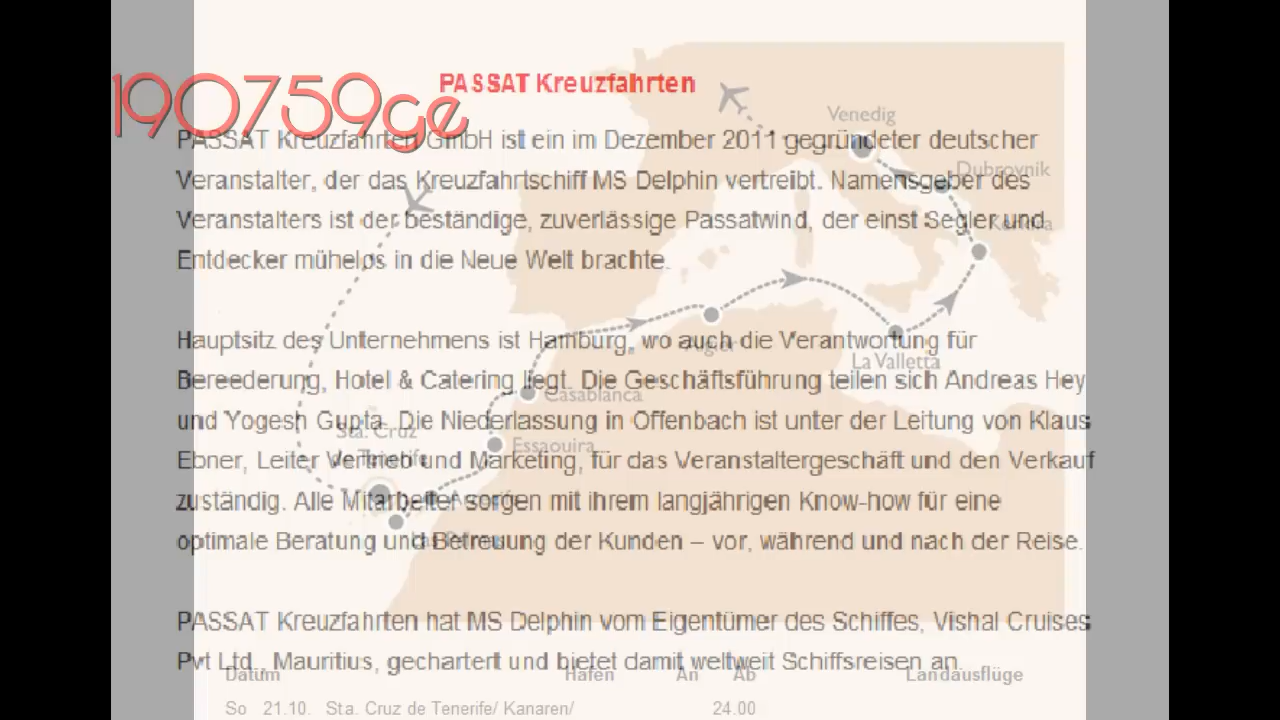 190759ge
PASSAT Kreuzfahrten
PASSAT Kreuzfahrten GmbH ist ein im Dezember 2011 gegründeter deutscher
Veranstalter, der das Kreuzfahrtschiff MS Delphin vertreibt. Namensgeber des
Veranstalters ist der beständige, zuverlässige Passatwind, der einst Segler und
Entdecker mühelos in die Neue Welt brachte.
Hauptsitz des Unternehmens ist Hamburg, wo auch die Verantwortung für
Bereederung, Hotel & Catering liegt. Die Geschäftsführung teilen sich Andreas Hey
und Yogesh Gupta. Die Niederlassung in Offenbach ist unter der Leitung von Klaus
Ebner, Leiter Vertrieb und Marketing, für das Veranstaltergeschäft und den Verkauf
zuständig. Alle Mitarbeiter sorgen mit ihrem langjährigen Know-how für eine
optimale Beratung und Betreuung der Kunden – vor, während und nach der Reise.
PASSAT Kreuzfahrten hat MS Delphin vom Eigentümer des Schiffes, Vishal Cruises
Pvt Ltd., Mauritius, gechartert und bietet damit weltweit Schiffsreisen an.
Venedig
Dubrovnik
La Valletta
Algier
Casablanca
Essaouira
Sta. Cruz
Teneriffa
Datum Hafen An Ab Landausflüge
So 21.10. Sta. Cruz de Tenerife/ Kanaren/ 24.00